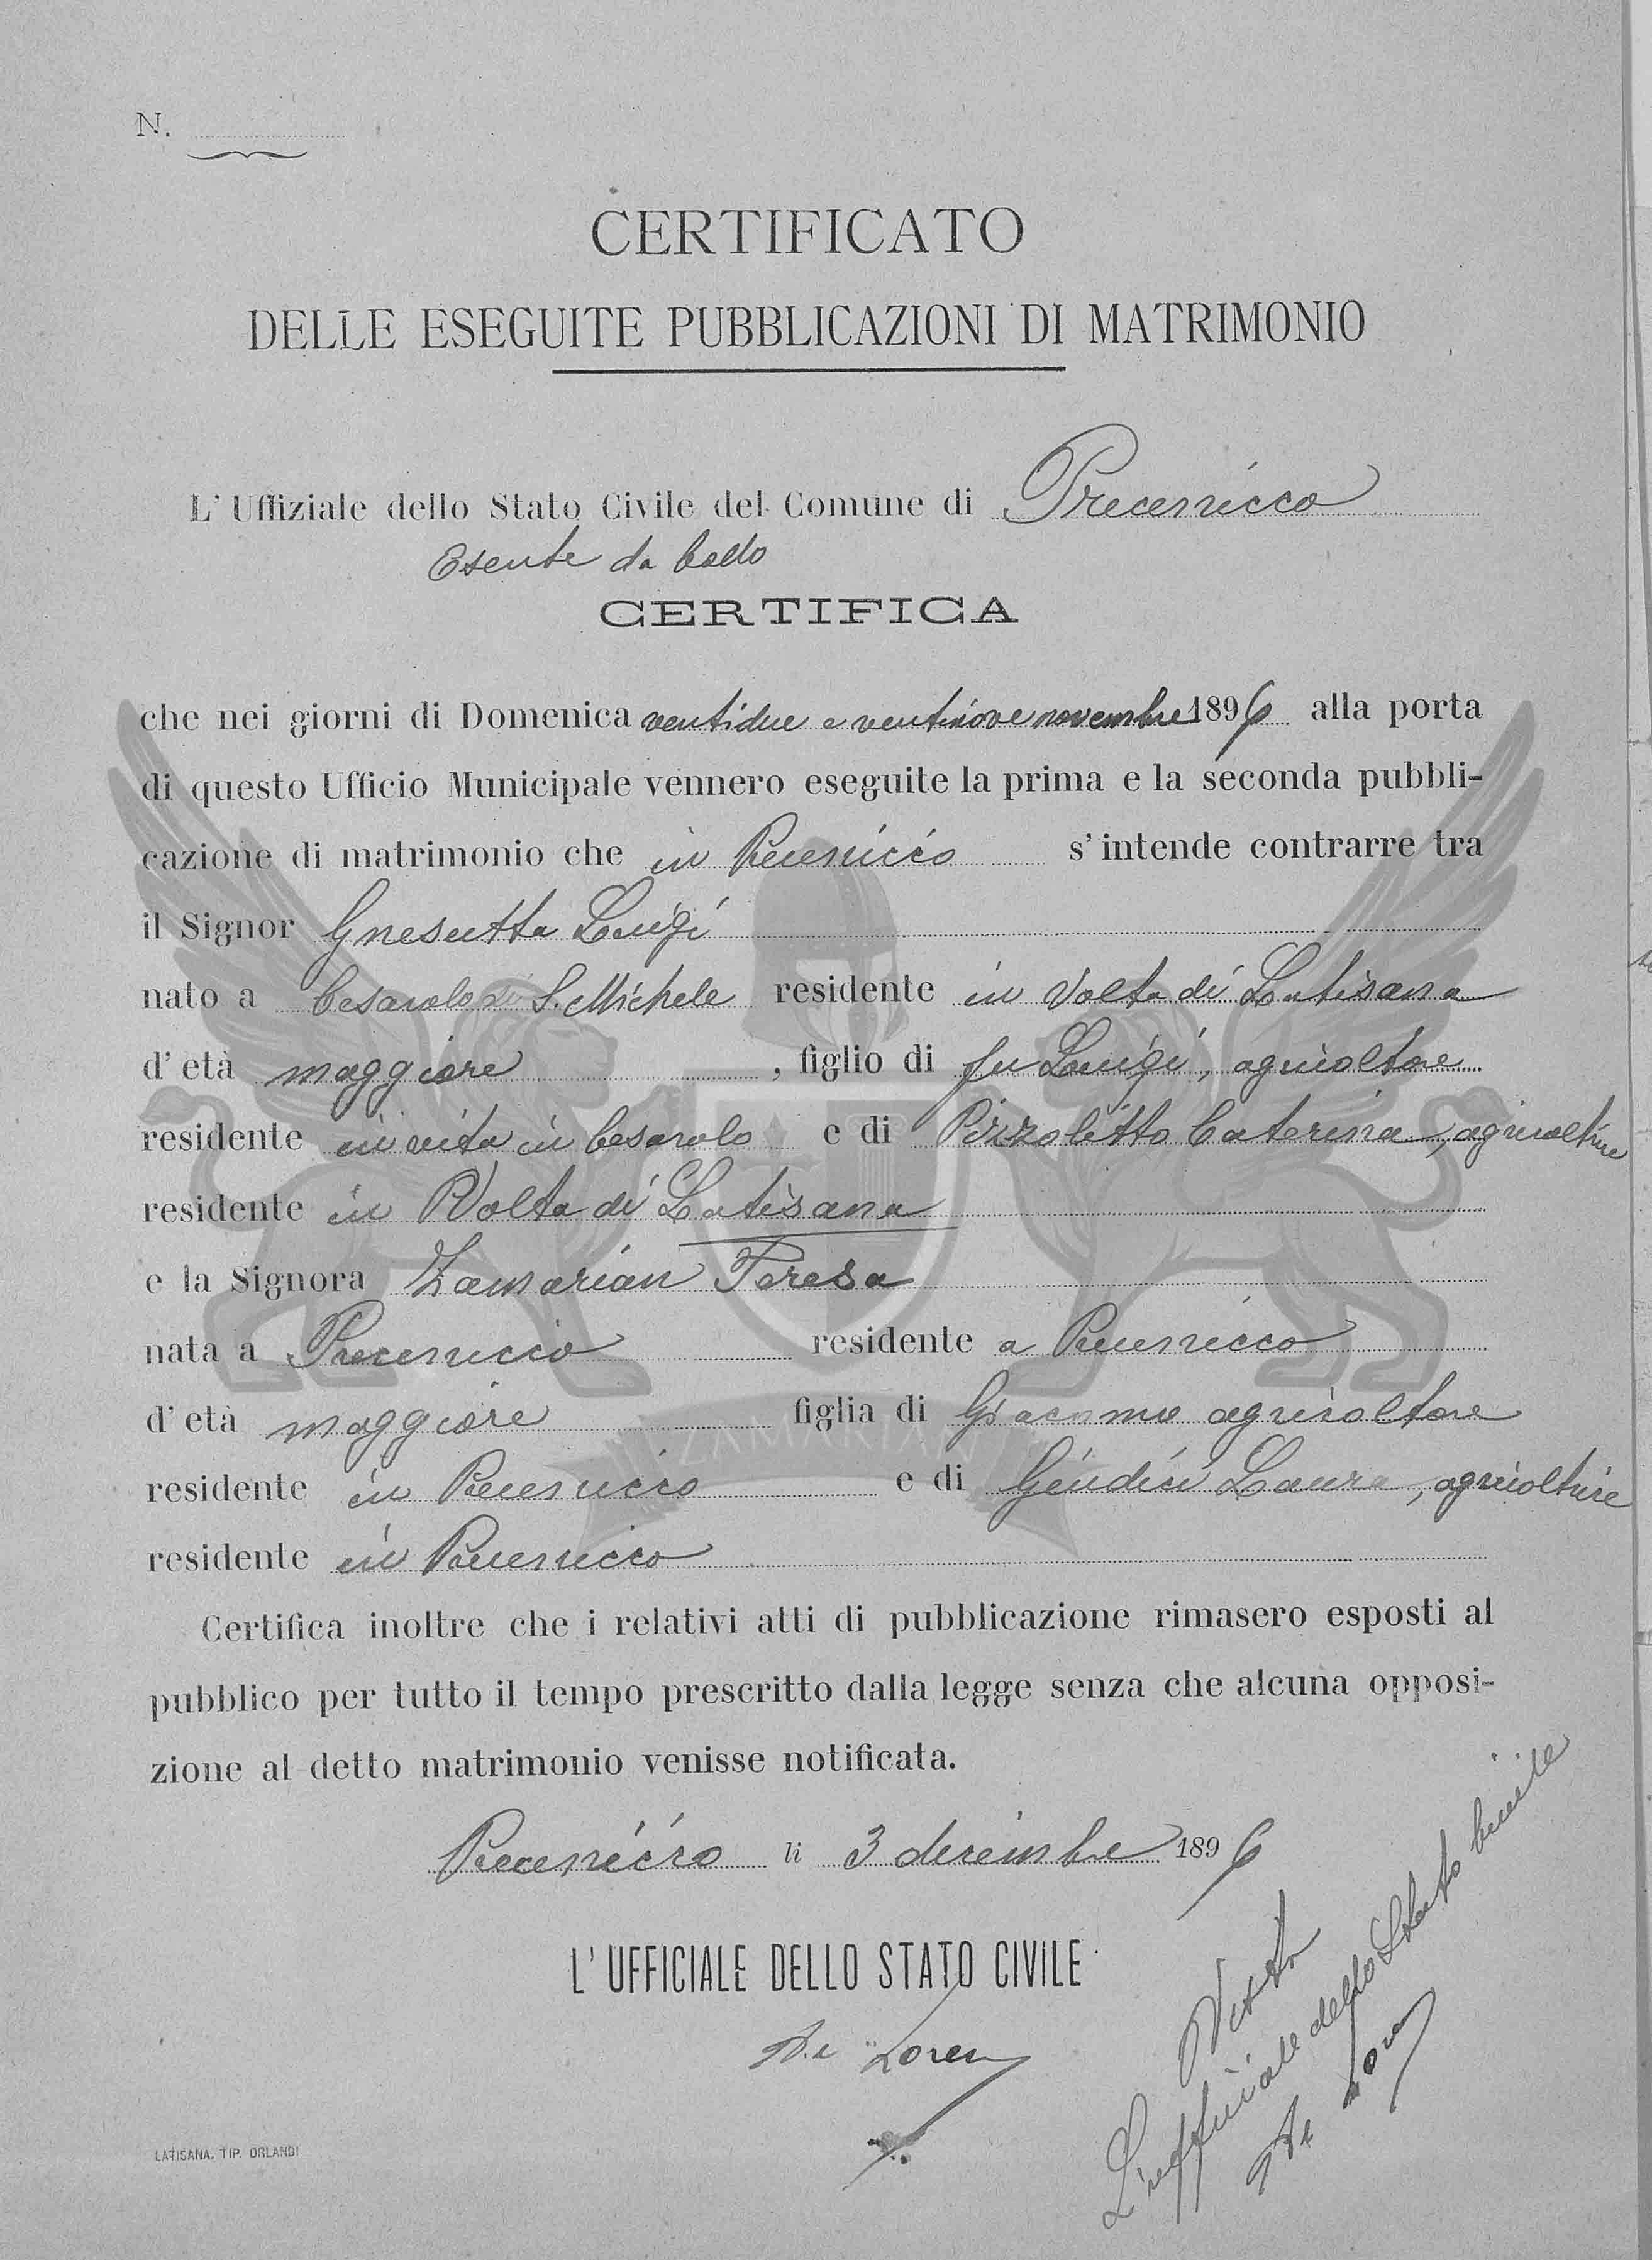 N.
CERTIFICATO
DELLE ESEGUITE PUBBLICAZIONI DI MATRIMONIO
L'Uffiziale dello Stato Civile del Comune di Precenicco
Esente da bollo
CERTIFICA
che nei giorni di Domenica ventidue e ventinove novembre 1896 alla porta
di questo Ufficio Municipale vennero eseguite la prima e la seconda pubbli-
cazione di matrimonio che in Precenicco s'intende contrarre tra
il Signor Gnesutta Luigi
nato a Cesarolo di S. Michele residente in Volta di Latisana
d'età maggiore, figlio di fu Luigi, agricoltore
residente in vita in Cesarolo e di Pizzolitto Caterina, agricoltrice
residente in Volta di Latisana
e la Signora Zamarian Teresa
nata a Precenicco residente a Precenicco
d'età maggiore figlia di Giacomo agricoltore
residente in Precenicco e di Giudici Laura, agricoltrice
residente in Precenicco
Certifica inoltre che i relativi atti di pubblicazione rimasero esposti al
pubblico per tutto il tempo prescritto dalla legge senza che alcuna opposi-
zione al detto matrimonio venisse notificata.
Precenicco li 3 decembre 1896
L'UFFICIALE DELLO STATO CIVILE
De Loren
Visto
L'uffiziale dello Stato Civile
De Loren
LATISANA, TIP. ORLANDI
ZAMARIAN